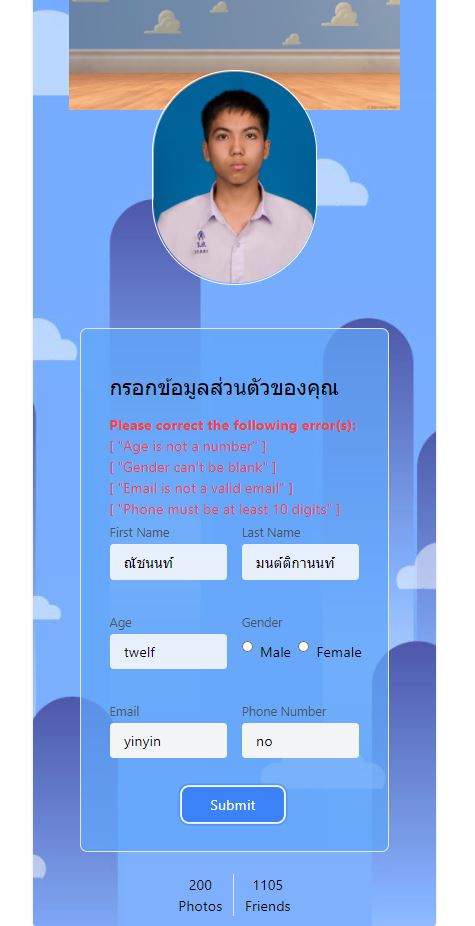 กรอกข้อมูลส่วนตัวของคุณ
Please correct the following error(s):
[ "Age is not a number" ]
[ "Gender can't be blank" ]
[ "Email is not a valid email" ]
[ "Phone must be at least 10 digits" ]
First Name Last Name
ณัชนนท์ มนต์ติกานนท์
Age Gender
twelf Male Female
Email Phone Number
yinyin no
Submit
200 1105
Photos Friends